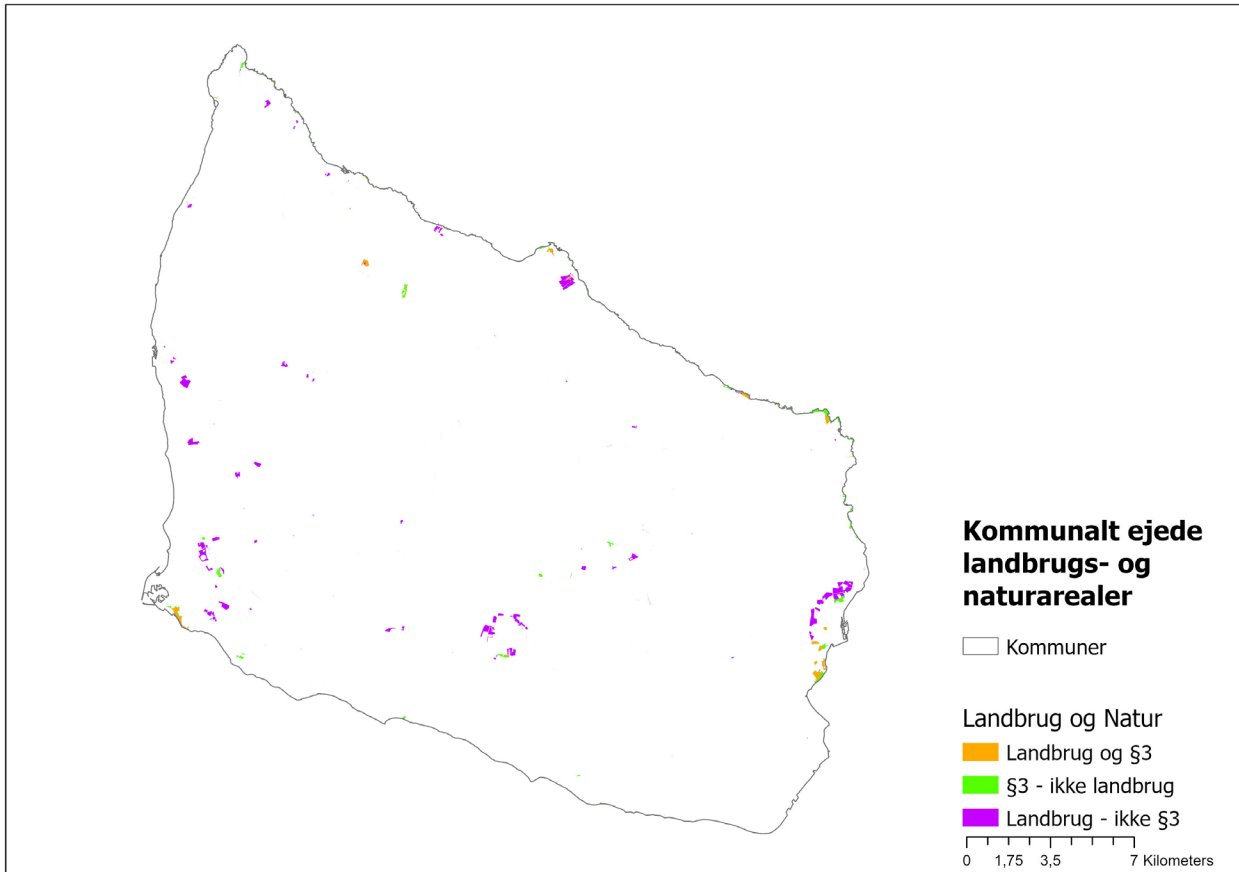 Kommunalt ejede
landbrugs- og
naturarealer
Kommuner
Landbrug og Natur
Landbrug og §3
§3 - ikke landbrug
Landbrug - ikke §3
0 1,75 3,5 7 Kilometers